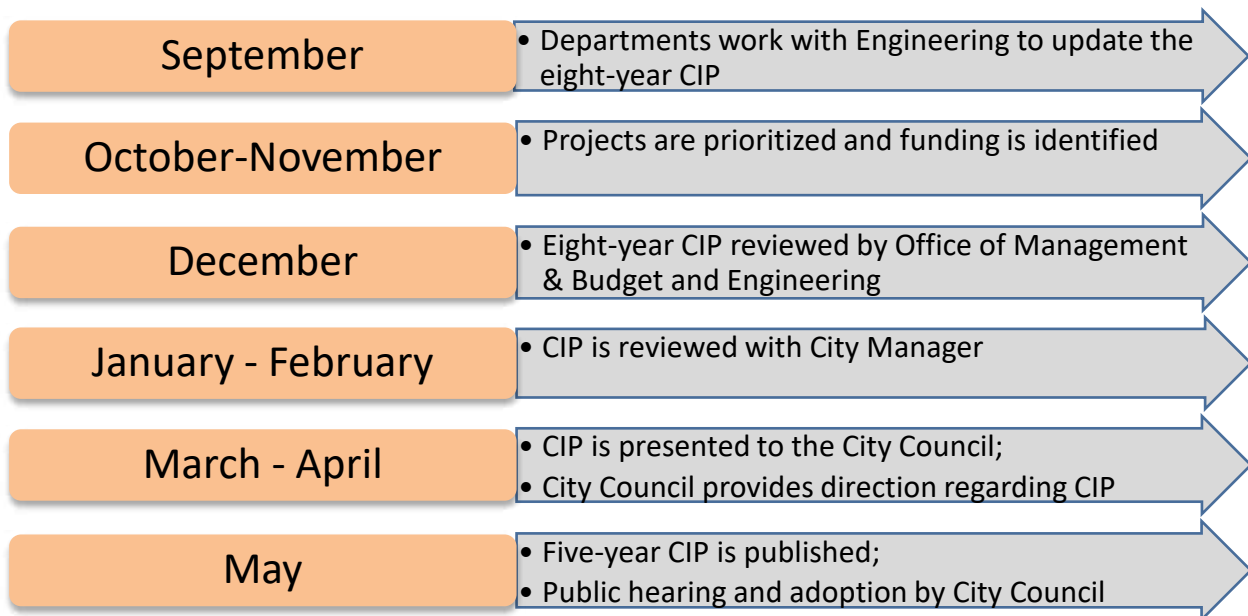 September
• Departments work with Engineering to update the
eight-year CIP
October-November
• Projects are prioritized and funding is identified
December
• Eight-year CIP reviewed by Office of Management
& Budget and Engineering
January - February
• CIP is reviewed with City Manager
March - April
• CIP is presented to the City Council;
• City Council provides direction regarding CIP
May
• Five-year CIP is published;
• Public hearing and adoption by City Council